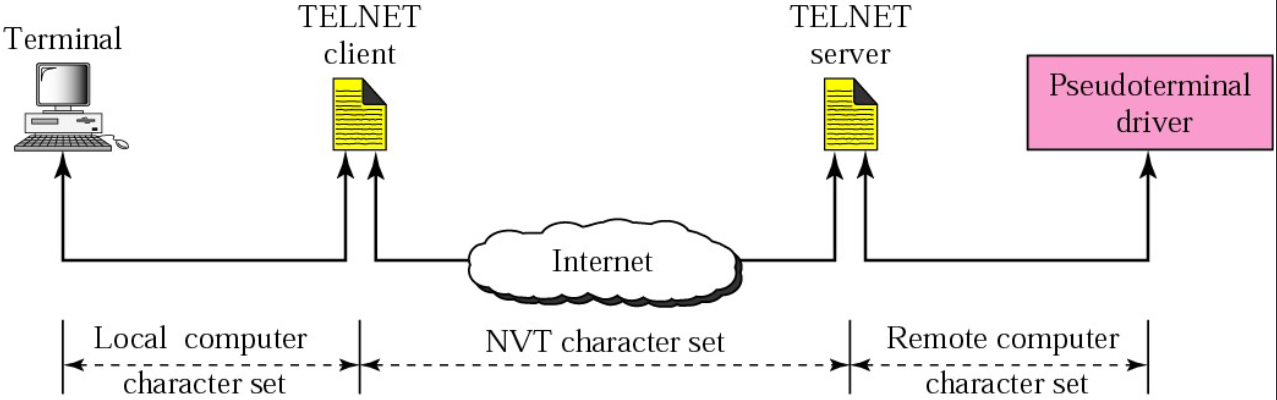 Terminal
TELNET
client
TELNET
server
Pseudoterminal
driver
Internet
Local computer
character set
NVT character set
Remote computer
character set